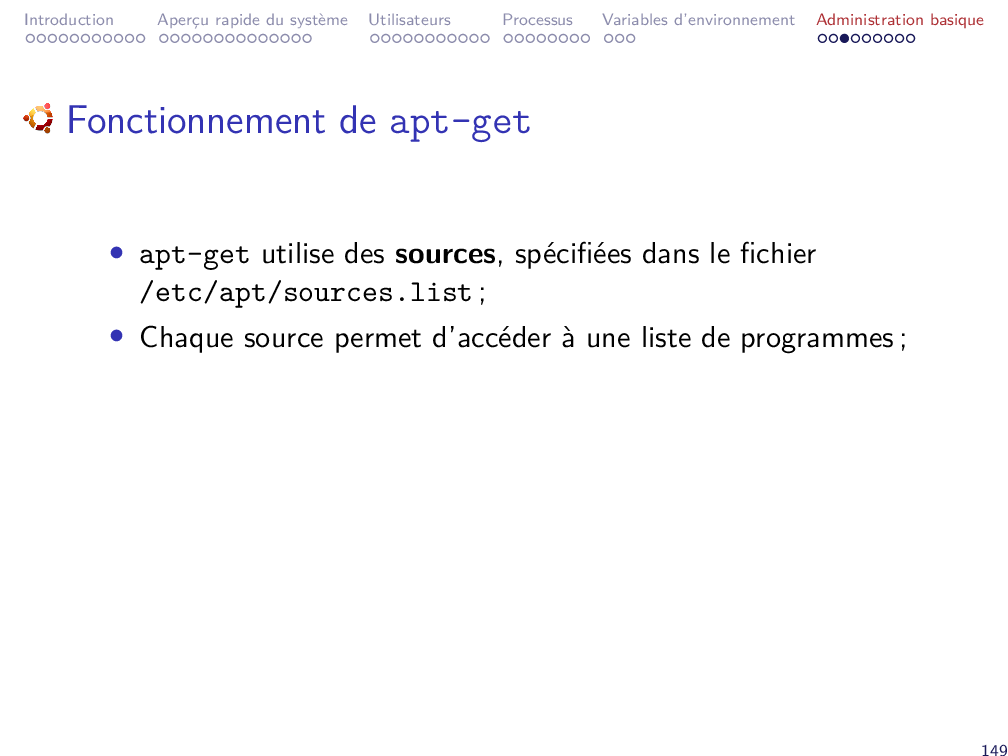 Introduction Aperçu rapide du système Utilisateurs Processus Variables d'environnement Administration basique
Fonctionnement de apt-get
• apt-get utilise des sources, spécifiées dans le fichier
/etc/apt/sources.list ;
• Chaque source permet d'accéder à une liste de programmes ;
149